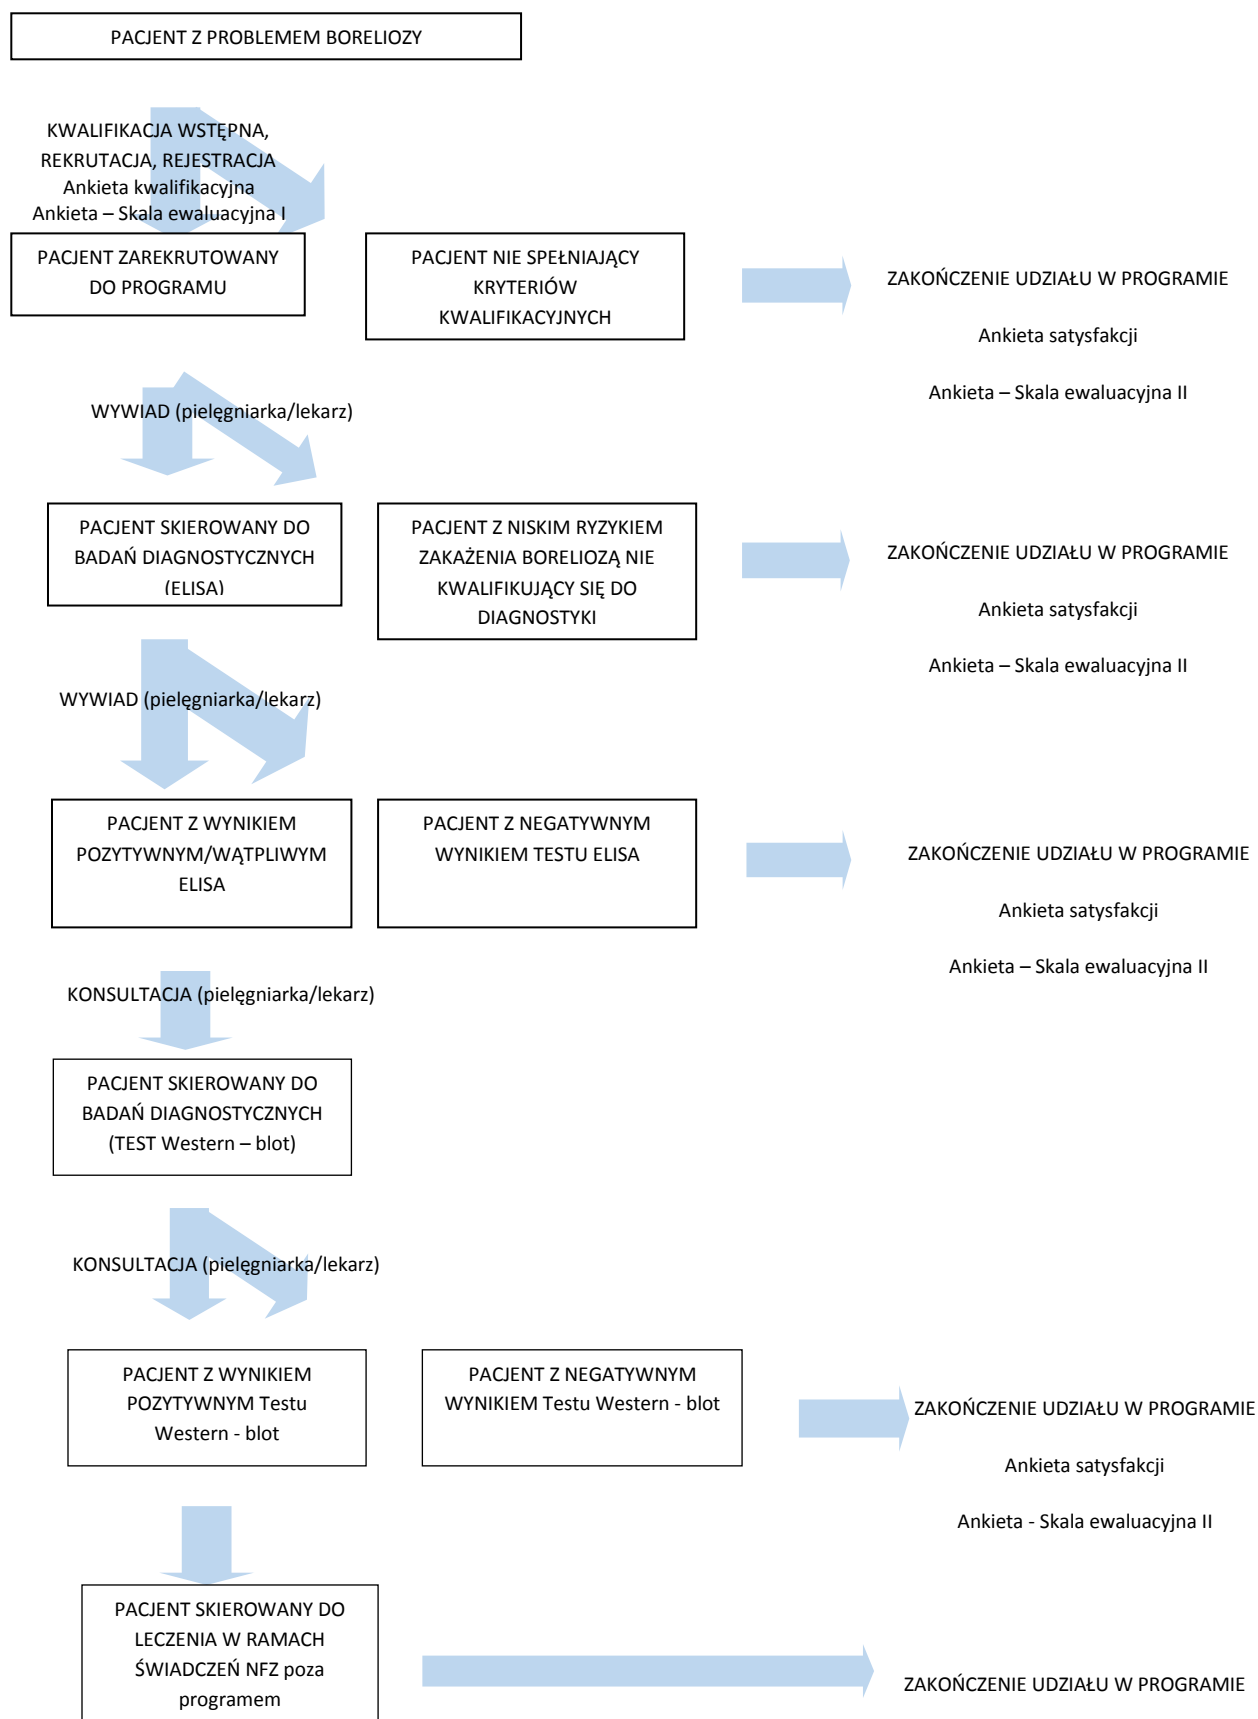 PACJENT Z PROBLEMEM BORELIOZY
KWALIFIKACJA WSTĘPNA,
REKRUTACJA, REJESTRACJA
Ankieta kwalifikacyjna
Ankieta – Skala ewaluacyjna I
PACJENT ZAREKRUTOWANY
DO PROGRAMU
PACJENT NIE SPEŁNIAJĄCY
KRYTERIÓW
KWALIFIKACYJNYCH
ZAKOŃCZENIE UDZIAŁU W PROGRAMIE
Ankieta satysfakcji
Ankieta – Skala ewaluacyjna II
WYWIAD (pielęgniarka/lekarz)
PACJENT SKIEROWANY DO
BADAŃ DIAGNOSTYCZNYCH
(ELISA)
PACJENT Z NISKIM RYZYKIEM
ZAKAŻENIA BORELIOZĄ NIE
KWALIFIKUJĄCY SIĘ DO
DIAGNOSTYKI
ZAKOŃCZENIE UDZIAŁU W PROGRAMIE
Ankieta satysfakcji
Ankieta – Skala ewaluacyjna II
WYWIAD (pielęgniarka/lekarz)
PACJENT Z WYNIKIEM
POZYTYWNYM/WĄTPLIWYM
ELISA
PACJENT Z NEGATYWNYM
WYNIKIEM TESTU ELISA
ZAKOŃCZENIE UDZIAŁU W PROGRAMIE
Ankieta satysfakcji
Ankieta – Skala ewaluacyjna II
KONSULTACJA (pielęgniarka/lekarz)
PACJENT SKIEROWANY DO
BADAŃ DIAGNOSTYCZNYCH
(TEST Western – blot)
KONSULTACJA (pielęgniarka/lekarz)
PACJENT Z WYNIKIEM
POZYTYWNYM Testu
Western - blot
PACJENT Z NEGATYWNYM
WYNIKIEM Testu Western - blot
ZAKOŃCZENIE UDZIAŁU W PROGRAMIE
Ankieta satysfakcji
Ankieta - Skala ewaluacyjna II
PACJENT SKIEROWANY DO
LECZENIA W RAMACH
ŚWIADCZEŃ NFZ poza
programem
ZAKOŃCZENIE UDZIAŁU W PROGRAMIE